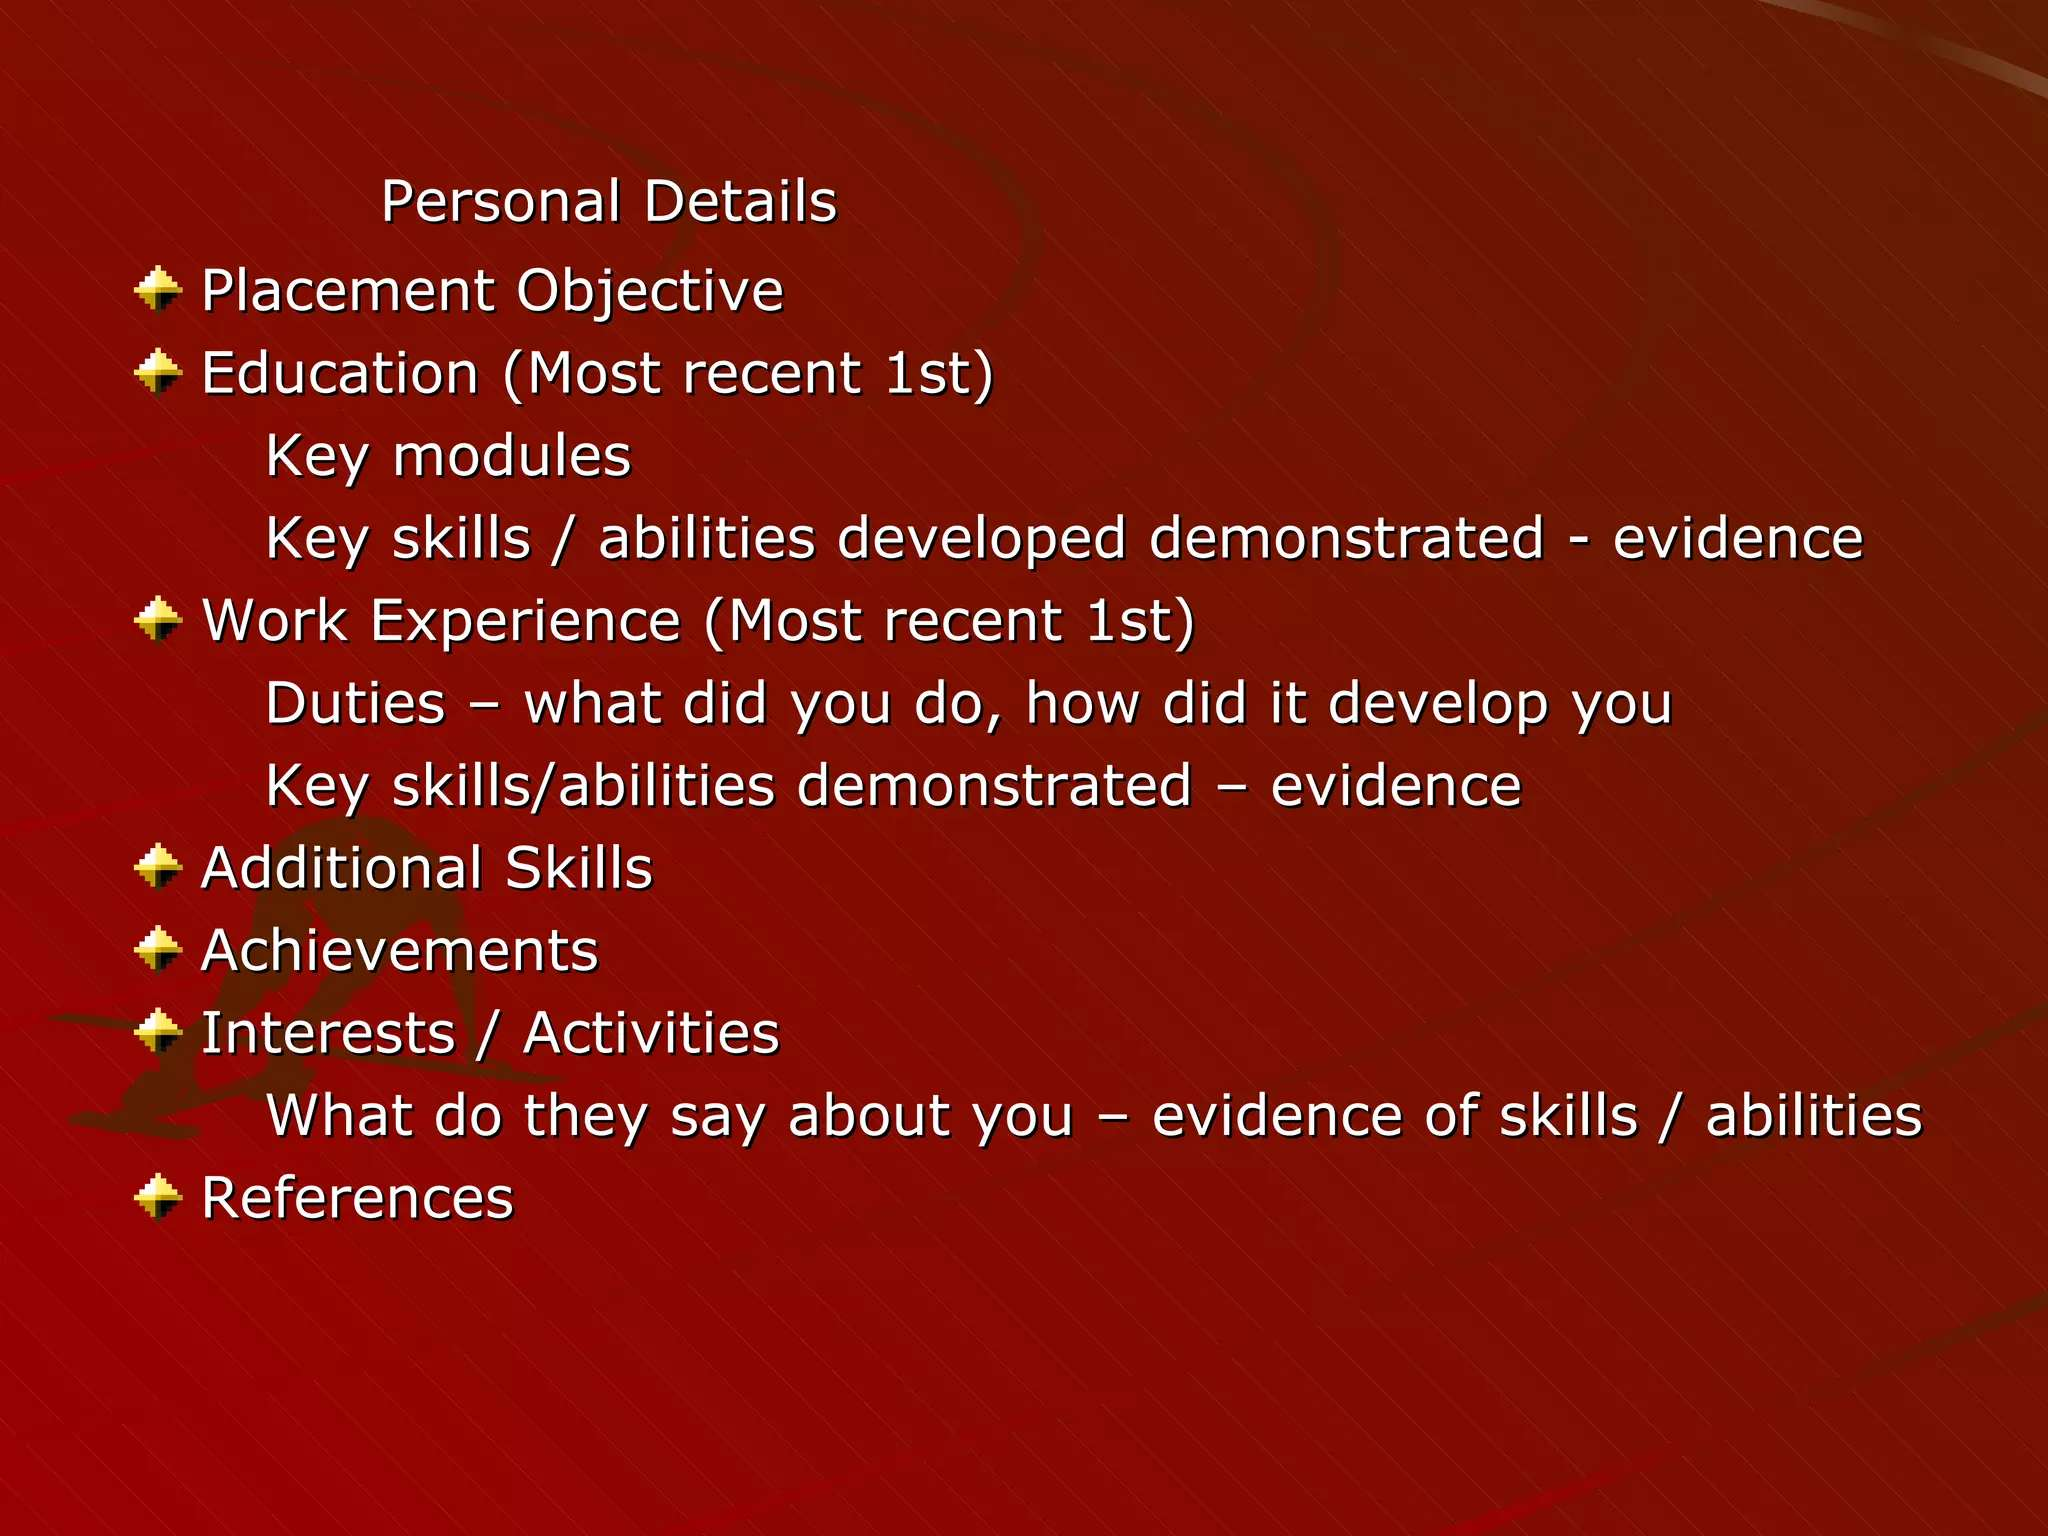 Personal Details
Placement Objective
Education (Most recent 1st)
Key modules
Key skills / abilities developed demonstrated - evidence
Work Experience (Most recent 1st)
Duties – what did you do, how did it develop you
Key skills/abilities demonstrated – evidence
Additional Skills
Achievements
Interests / Activities
What do they say about you – evidence of skills / abilities
References